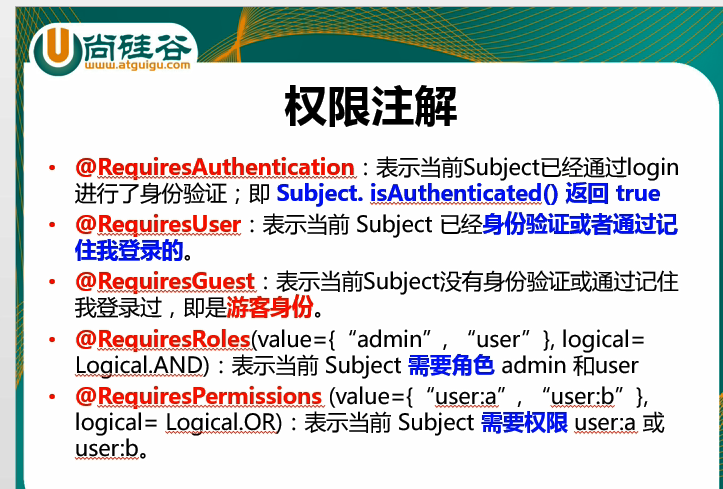 尚硅谷
www.atguigu.com
权限注解
• @RequiresAuthentication：表示当前Subject已经通过login
进行了身份验证；即 Subject. isAuthenticated() 返回 true
• @RequiresUser：表示当前 Subject 已经身份验证或者通过记
住我登录的。
• @RequiresGuest：表示当前Subject没有身份验证或通过记住
我登录过，即是游客身份。
• @RequiresRoles(value={“admin”, “user”}, logical=
Logical.AND)：表示当前 Subject 需要角色 admin 和user
• @RequiresPermissions (value={“user:a”, “user:b”},
logical= Logical.OR)：表示当前 Subject 需要权限 user:a 或
user:b。